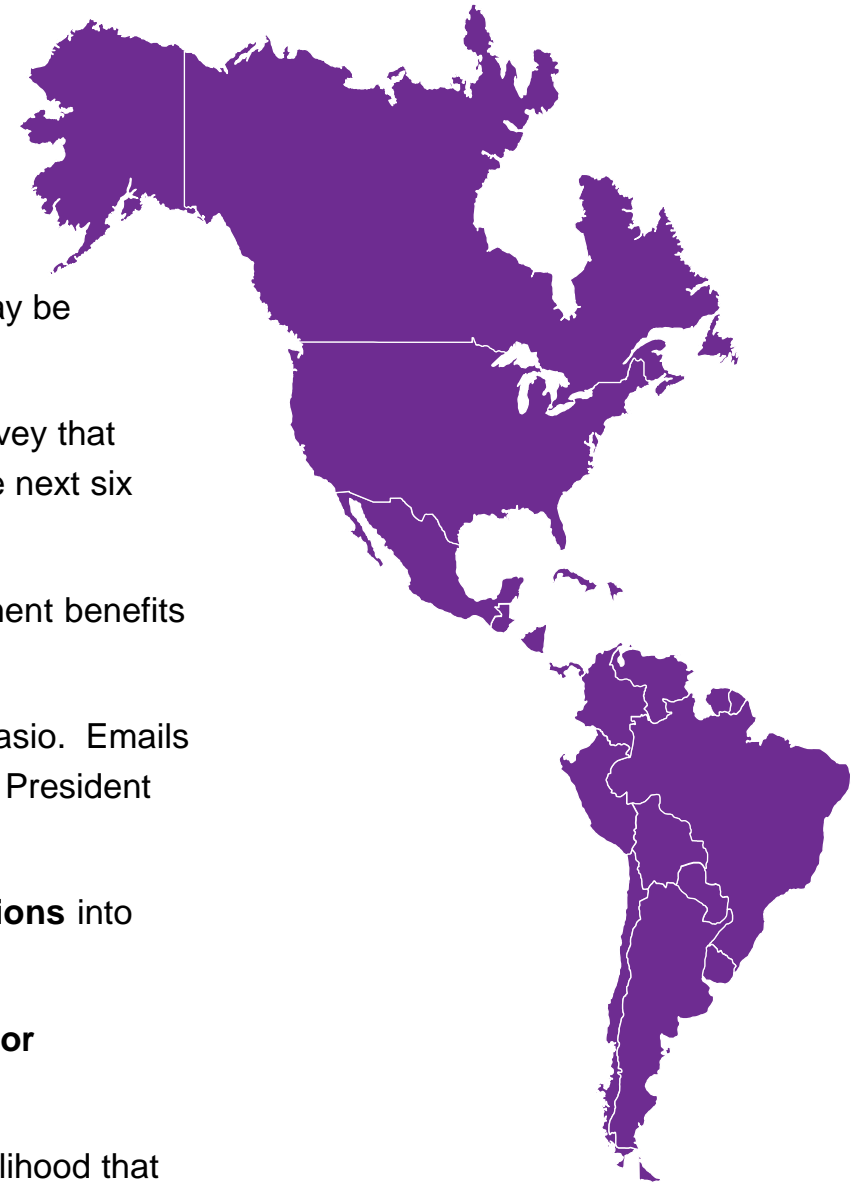 ay be
vey that
e next six
nent benefits
asio. Emails
President
ions into
or
lihood that